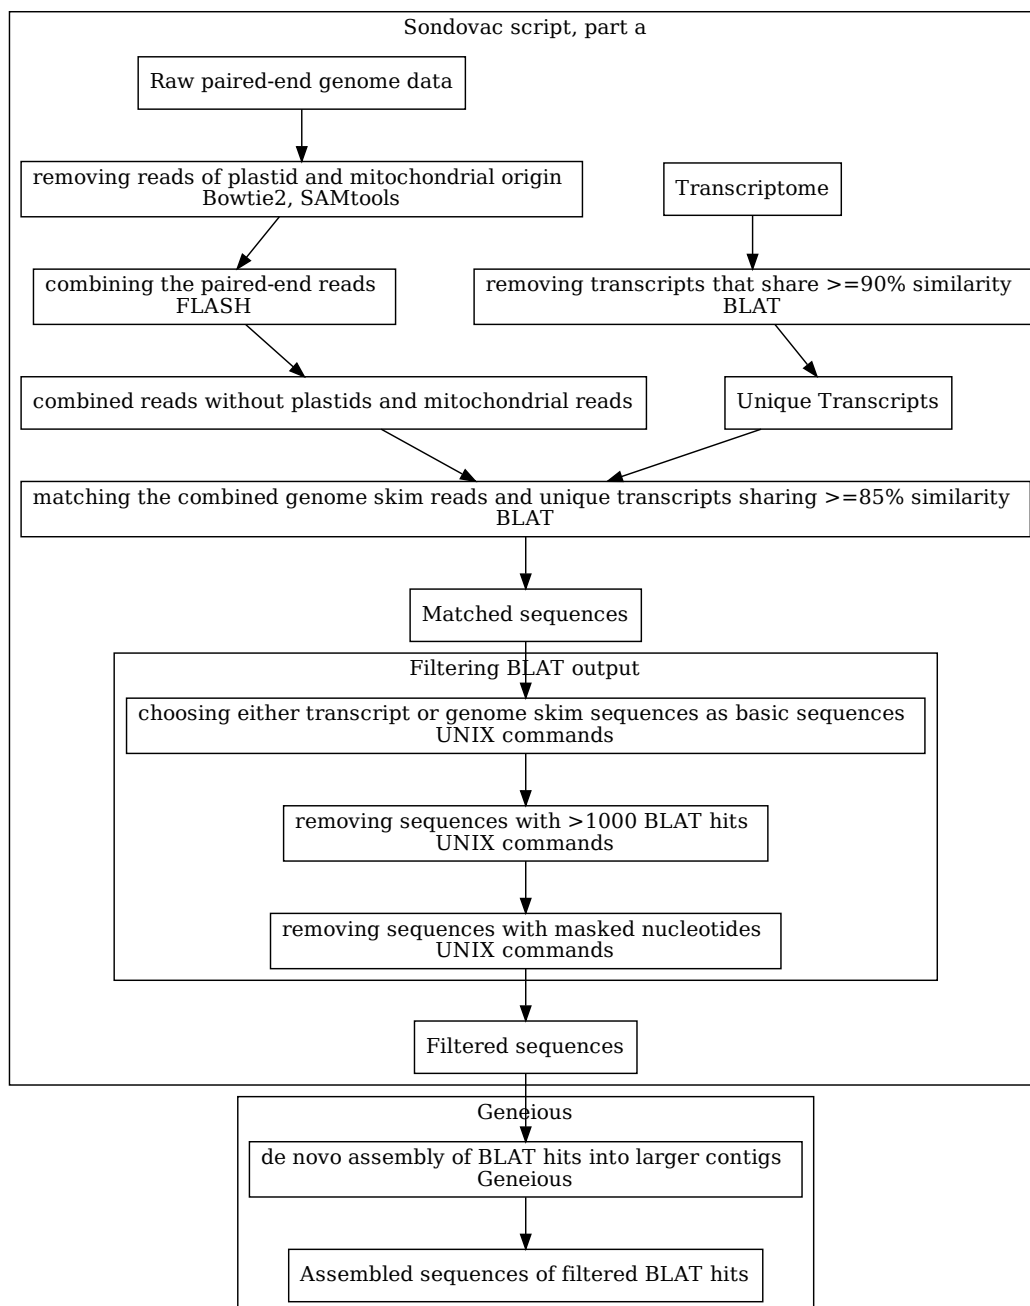 Sondovac script, part a
Raw paired-end genome data
removing reads of plastid and mitochondrial origin
Bowtie2, SAMtools
Transcriptome
combining the paired-end reads
FLASH
removing transcripts that share >=90% similarity
BLAT
combined reads without plastids and mitochondrial reads
Unique Transcripts
matching the combined genome skim reads and unique transcripts sharing >=85% similarity
BLAT
Matched sequences
Filtering BLAT output
choosing either transcript or genome skim sequences as basic sequences
UNIX commands
removing sequences with >1000 BLAT hits
UNIX commands
removing sequences with masked nucleotides
UNIX commands
Filtered sequences
Geneious
de novo assembly of BLAT hits into larger contigs
Geneious
Assembled sequences of filtered BLAT hits